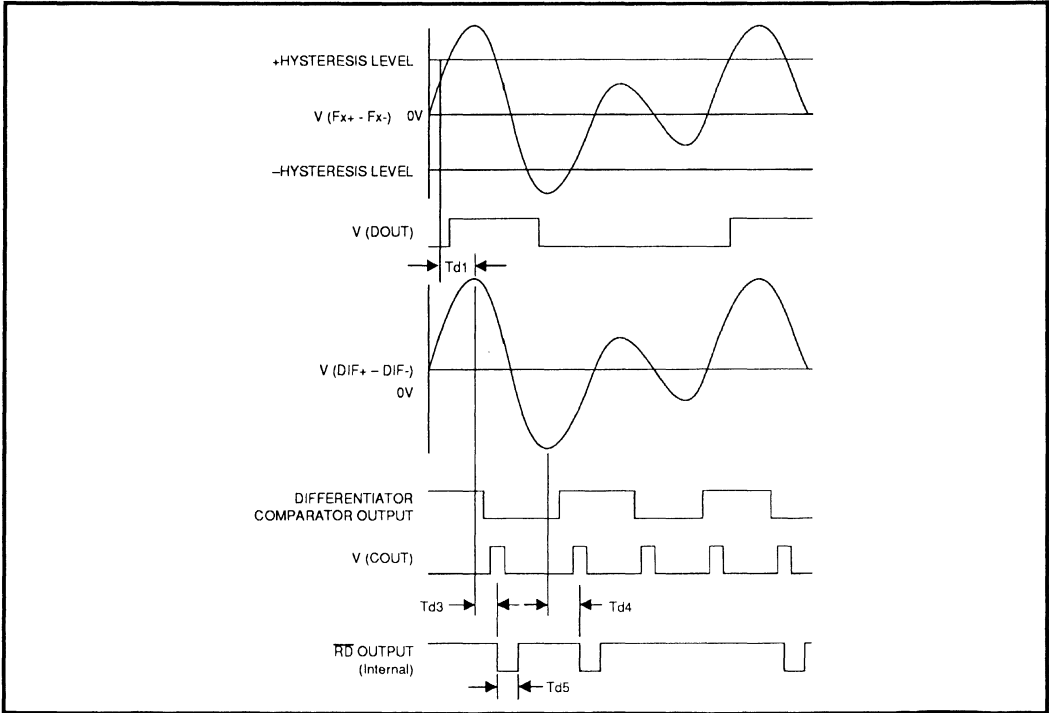 +HYSTERESIS LEVEL
V (Fx+ - Fx-) 0V
–HYSTERESIS LEVEL
V (DOUT)
Td1
V (DIF+ – DIF-)
0V
DIFFERENTIATOR
COMPARATOR OUTPUT
V (COUT)
Td3 Td4
R̅D̅ OUTPUT
(Internal)
Td5